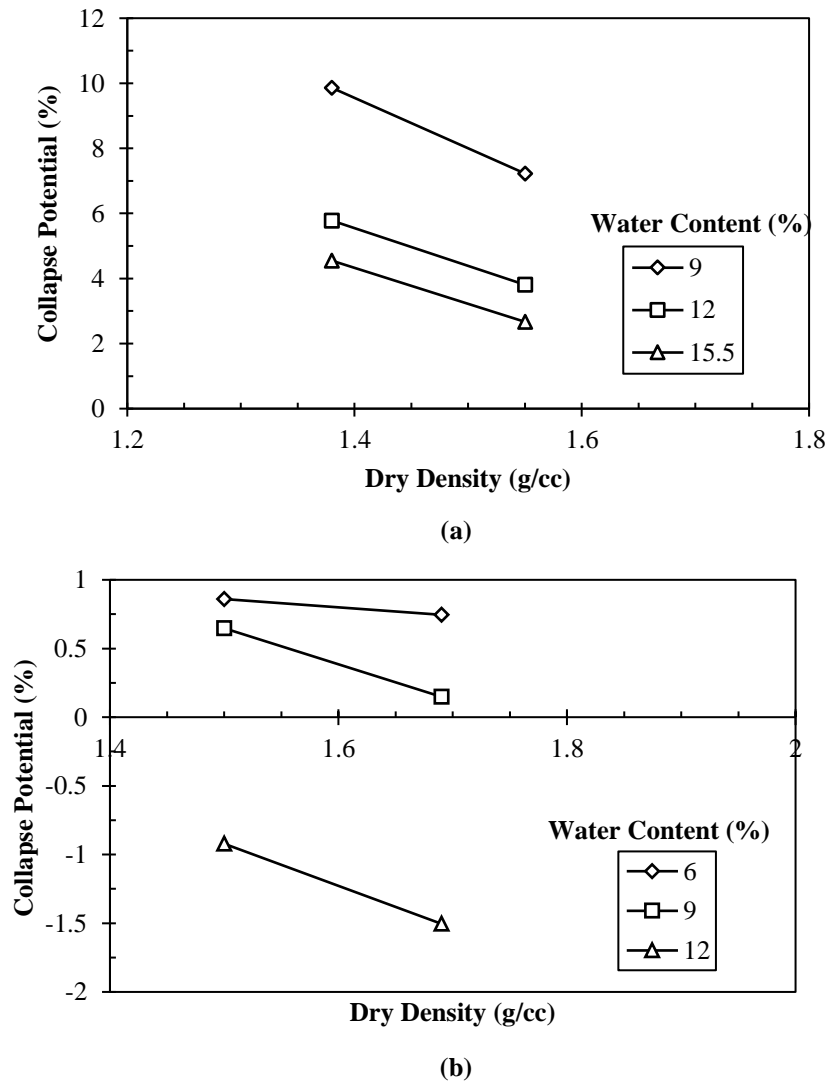 12
10
8
6
4
2
0
1.2 1.4 1.6 1.8
Collapse Potential (%)
Dry Density (g/cc)
Water Content (%)
9
12
15.5
(a)
1
0.5
0
-0.5
-1
-1.5
-2
1.4 1.6 1.8 2
Collapse Potential (%)
Water Content (%)
6
9
12
Dry Density (g/cc)
(b)